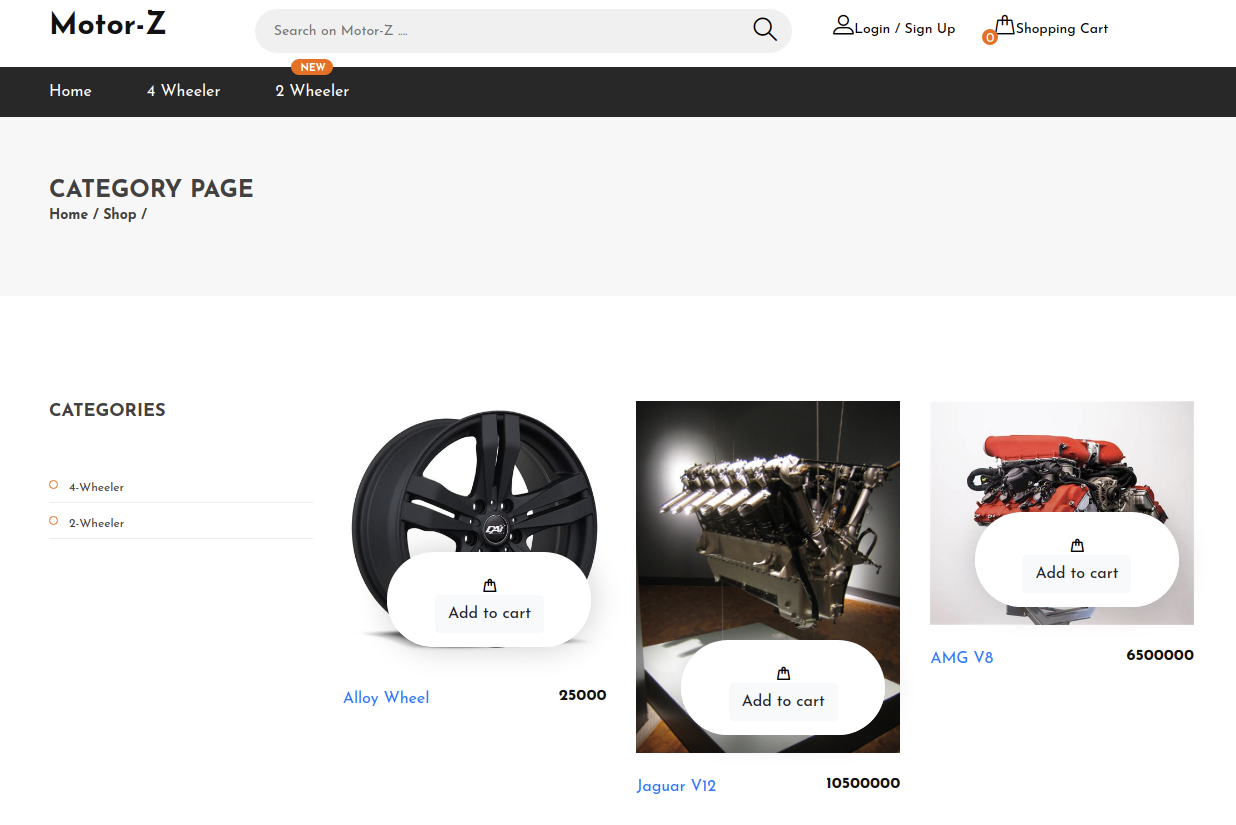 Motor-Z
Search on Motor-Z ....
Login / Sign Up
0
Shopping Cart
NEW
Home
4 Wheeler
2 Wheeler
CATEGORY PAGE
Home / Shop /
CATEGORIES
4-Wheeler
2-Wheeler
DAI
Add to cart
Alloy Wheel
25000
Add to cart
Jaguar V12
10500000
Add to cart
AMG V8
6500000